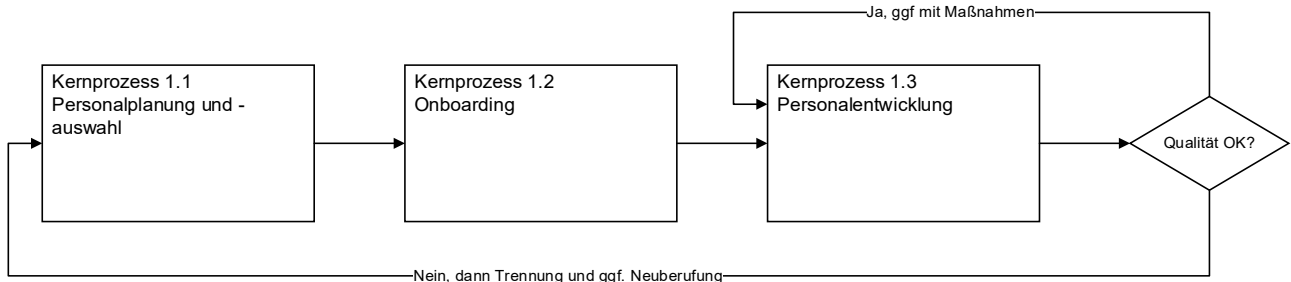 Ja, ggf mit Maßnahmen
Kernprozess 1.1
Personalplanung und -
auswahl
Kernprozess 1.2
Onboarding
Kernprozess 1.3
Personalentwicklung
Qualität OK?
Nein, dann Trennung und ggf. Neuberufung